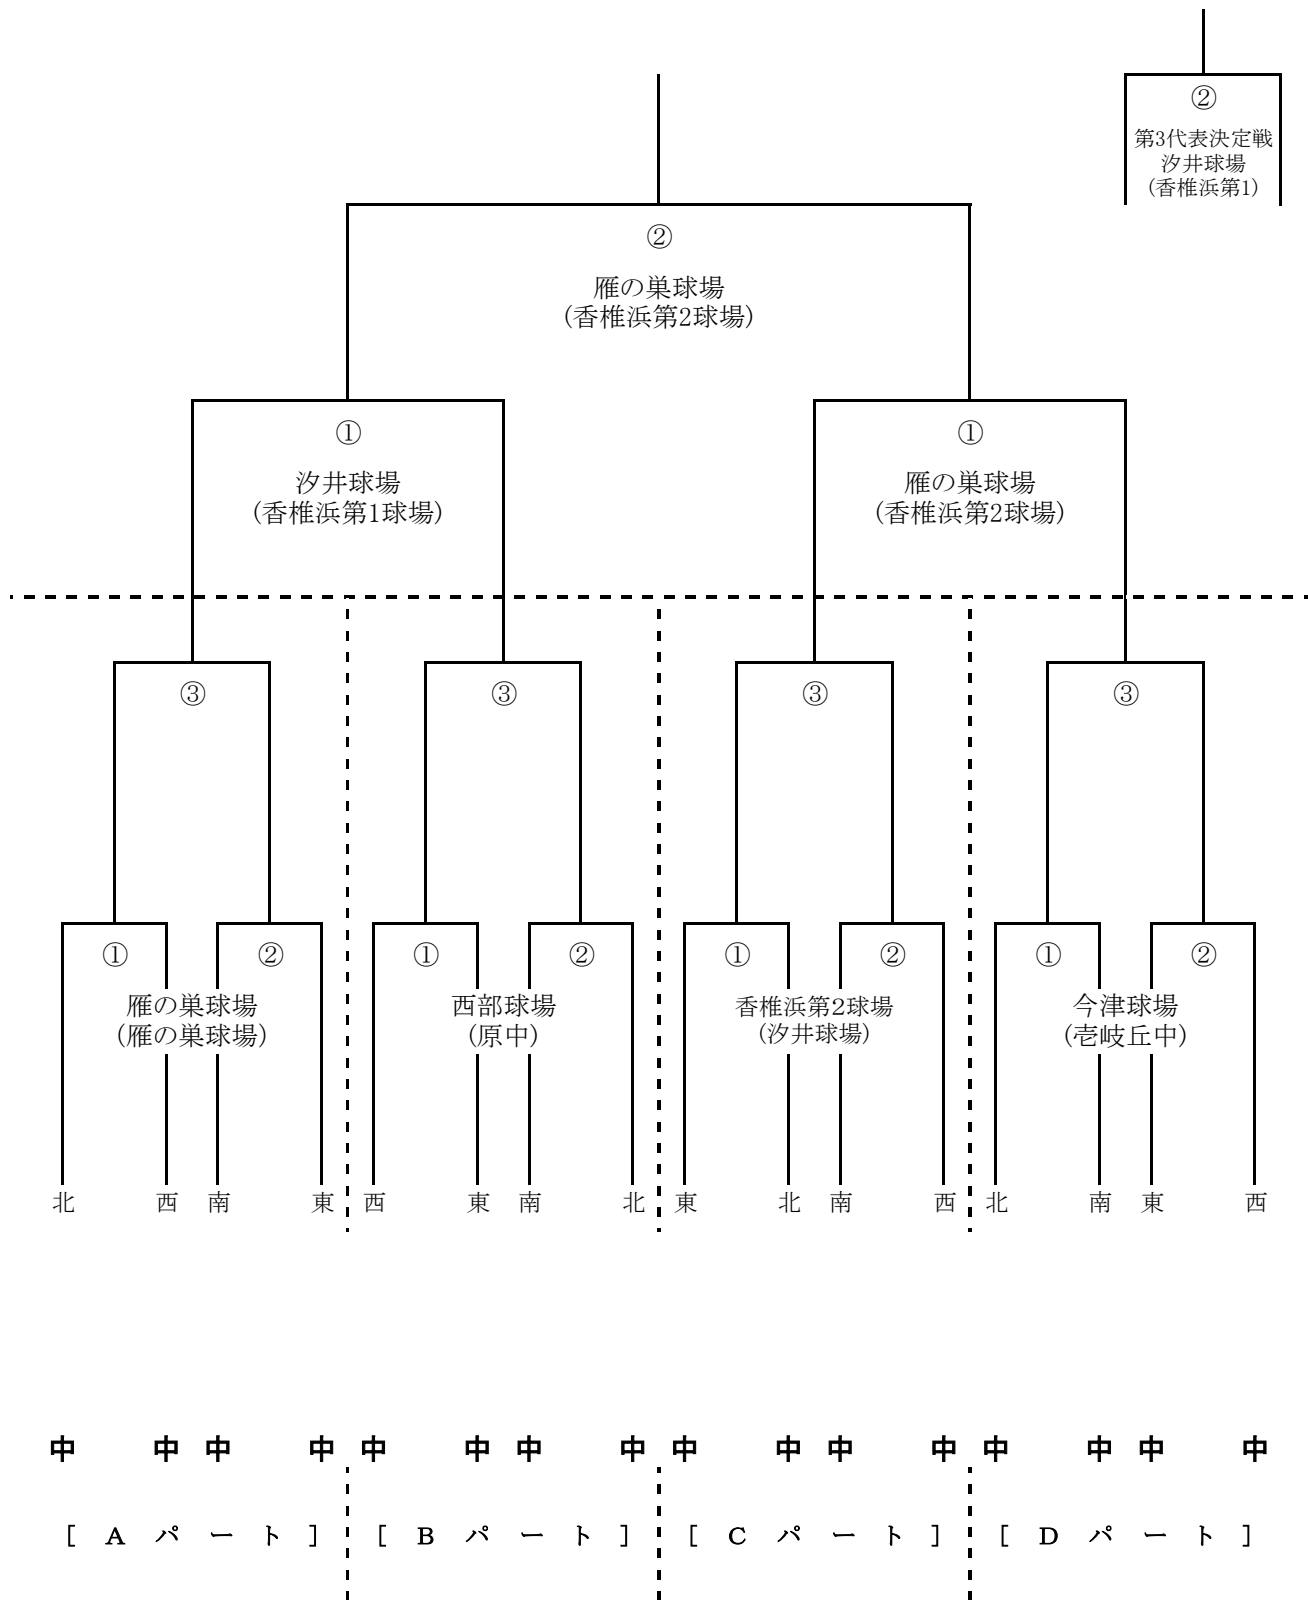 ②
第3代表決定戦
汐井球場
(香椎浜第1)
②
雁の巣球場
(香椎浜第2球場)
① ①
汐井球場 雁の巣球場
(香椎浜第1球場) (香椎浜第2球場)
③ ③ ③ ③
① ② ① ② ① ② ① ②
雁の巣球場 西部球場 香椎浜第2球場 今津球場
(雁の巣球場) (原中) (汐井球場) (壱岐丘中)
北 西 南 東 西 東 南 北 東 北 南 西 北 南 東 西
中 中 中 中 中 中 中 中 中 中 中 中 中 中 中 中
[ A パ ー ト ] [ B パ ー ト ] [ C パ ー ト ] [ D パ ー ト ]